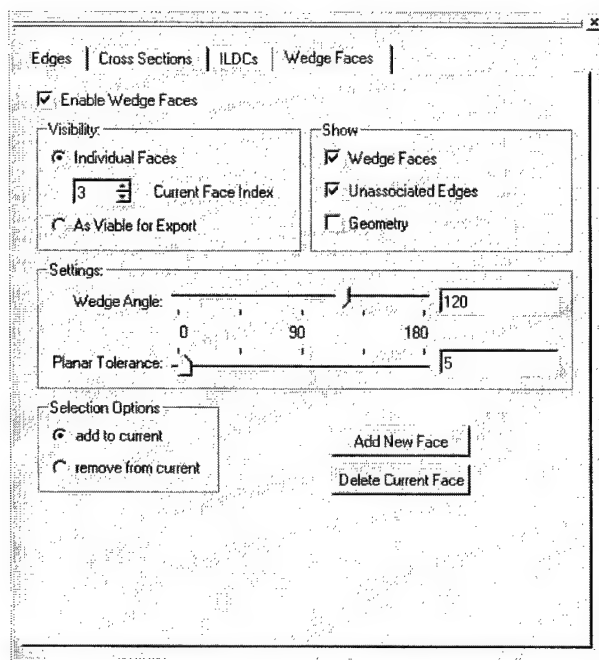 Edges Cross Sections ILDCs Wedge Faces
Enable Wedge Faces
Visibility:
Individual Faces
3 Current Face Index
As Viable for Export
Show
Wedge Faces
Unassociated Edges
Geometry
Settings:
Wedge Angle: 120
0 90 180
Planar Tolerance: 5
Selection Options
add to current
remove from current
Add New Face
Delete Current Face